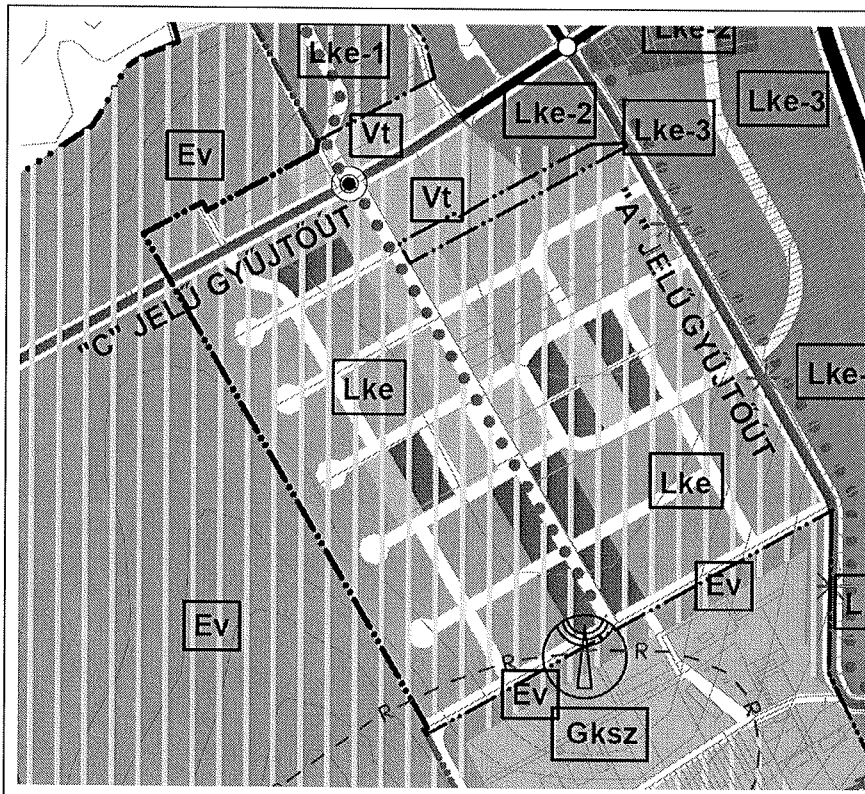 Lke-1
Lke-2
Vt
Lke-2
Lke-3
Lke-3
Ev
Vt
"C" JELŰ GYŰJTŐÚT
"A" JELŰ GYŰJTŐÚT
Lke
Lke-
Lke
Ev
Ev
L
R
R
R
R
Ev
Gksz